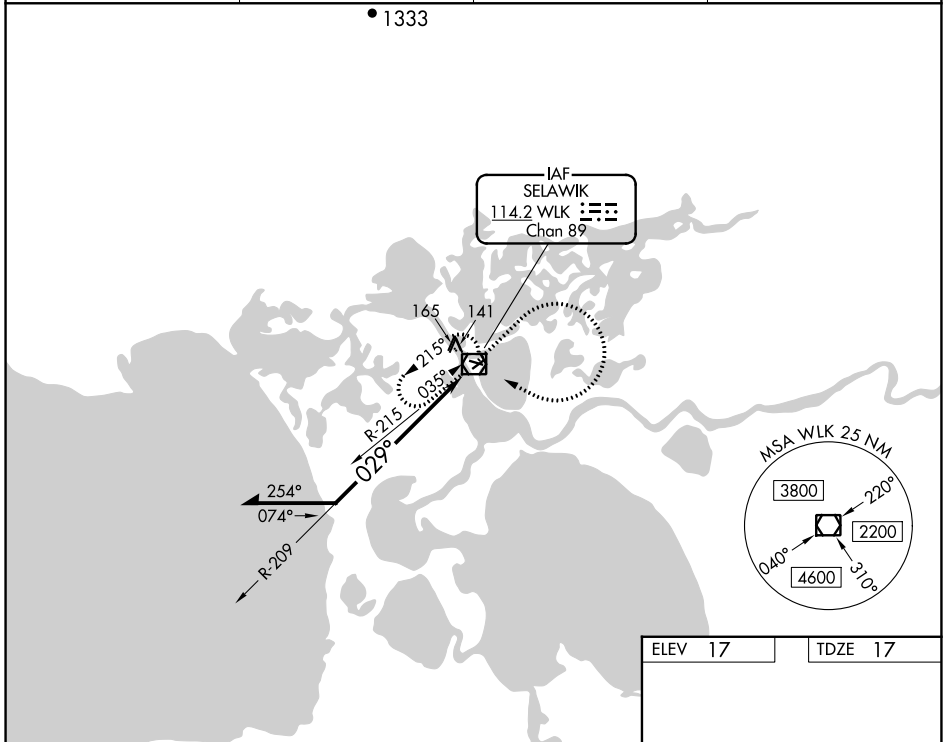 1333
IAF
SELAWIK
114.2 WLK
Chan 89
165
141
215°
035°
R-215
029°
254°
074°
R-209
MSA WLK 25 NM
3800
220°
2200
040°
4600
310°
ELEV 17
TDZE 17